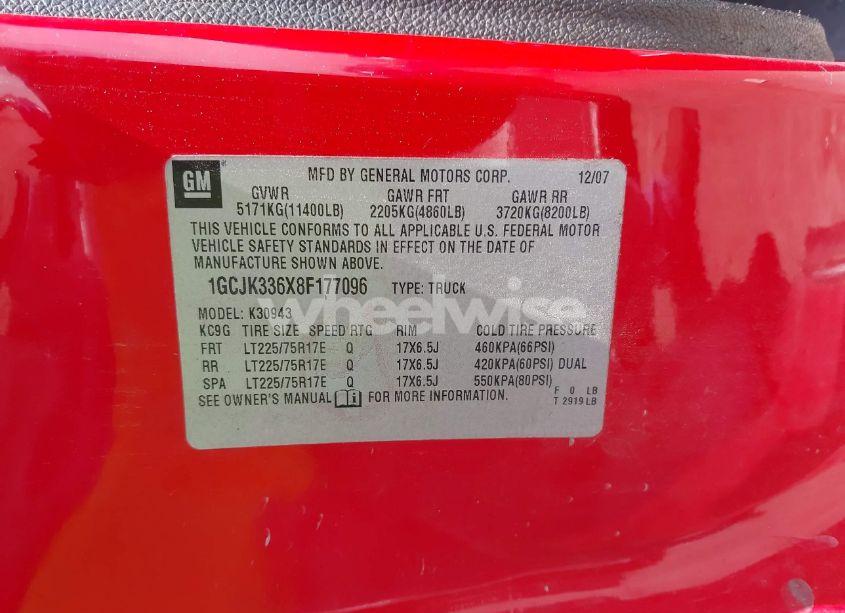 GM MFD BY GENERAL MOTORS CORP. 12/07
GVWR GAWR FRT GAWR RR
5171KG(11400LB) 2205KG(4860LB) 3720KG(8200LB)
THIS VEHICLE CONFORMS TO ALL APPLICABLE U.S. FEDERAL MOTOR
VEHICLE SAFETY STANDARDS IN EFFECT ON THE DATE OF
MANUFACTURE SHOWN ABOVE.
1GCJK336X8F177096 TYPE: TRUCK
wheelwise
MODEL: K30943
KC9G TIRE SIZE SPEED RTG RIM COLD TIRE PRESSURE
FRT LT225/75R17E Q 17X6.5J 460KPA(66PSI)
RR LT225/75R17E Q 17X6.5J 420KPA(60PSI) DUAL
SPA LT225/75R17E Q 17X6.5J 550KPA(80PSI)
SEE OWNER'S MANUAL FOR MORE INFORMATION.
F 0 LB
T 2919 LB